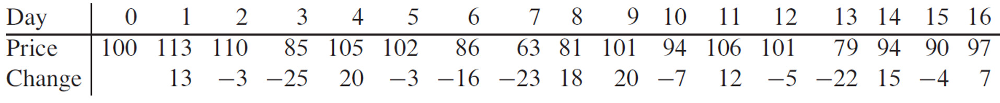 Day 0 1 2 3 4 5 6 7 8 9 10 11 12 13 14 15 16
Price 100 113 110 85 105 102 86 63 81 101 94 106 101 79 94 90 97
Change 13 −3 −25 20 −3 −16 −23 18 20 −7 12 −5 −22 15 −4 7